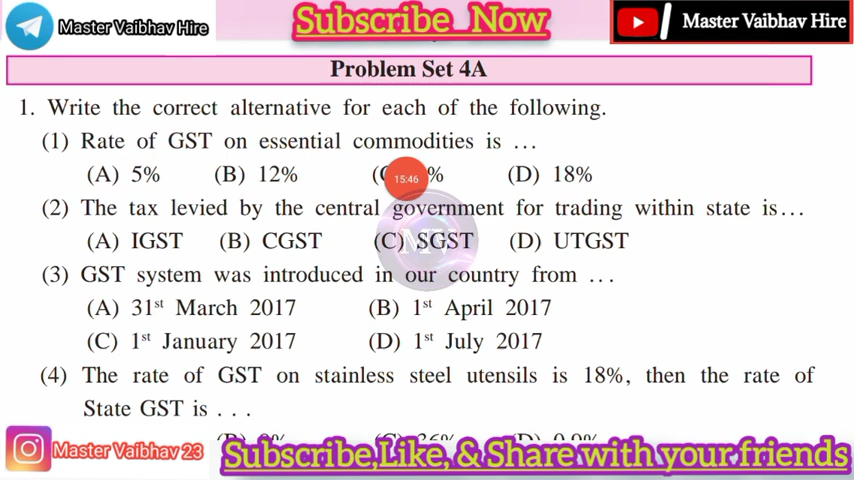 Master Vaibhav Hire
Subscribe Now
Master Vaibhav Hire
Problem Set 4A
1. Write the correct alternative for each of the following.
(1) Rate of GST on essential commodities is ...
(A) 5% (B) 12% % (D) 18%
15:46
(2) The tax levied by the central government for trading within state is...
(A) IGST (B) CGST (C) SGST (D) UTGST
MV
(3) GST system was introduced in our country from ...
(A) 31st March 2017 (B) 1st April 2017
(C) 1st January 2017 (D) 1st July 2017
(4) The rate of GST on stainless steel utensils is 18%, then the rate of
State GST is . . .
(B) 9% (C) 36% (D) 0.9%
Master Vaibhav 23
Subscribe,Like, & Share with your friends